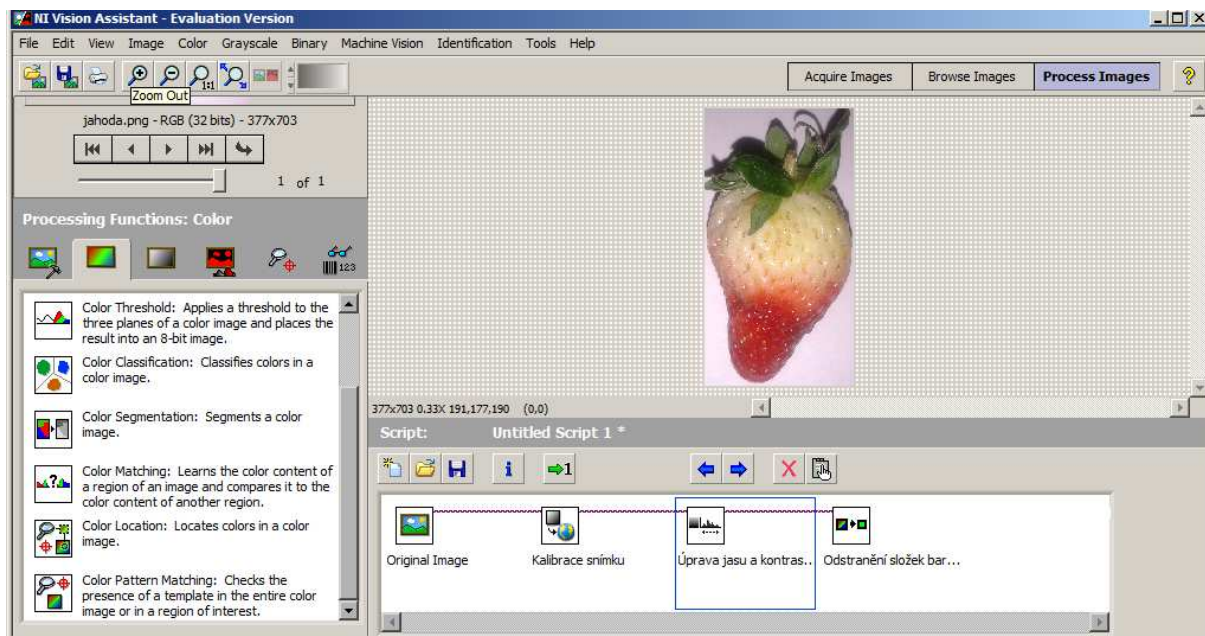 NI Vision Assistant - Evaluation Version
File Edit View Image Color Grayscale Binary Machine Vision Identification Tools Help
1:1
Acquire Images Browse Images Process Images ?
Zoom Out
jahoda.png - RGB (32 bits) - 377x703
1 of 1
Processing Functions: Color
123
Color Threshold: Applies a threshold to the
three planes of a color image and places the
result into an 8-bit image.
Color Classification: Classifies colors in a
color image.
Color Segmentation: Segments a color
image.
Color Matching: Learns the color content of
a region of an image and compares it to the
color content of another region.
Color Location: Locates colors in a color
image.
Color Pattern Matching: Checks the
presence of a template in the entire color
image or in a region of interest.
377x703 0.33X 191,177,190 (0,0)
Script: Untitled Script 1 *
i 1 X
Original Image Kalibrace snímku Úprava jasu a kontras... Odstranění složek bar...